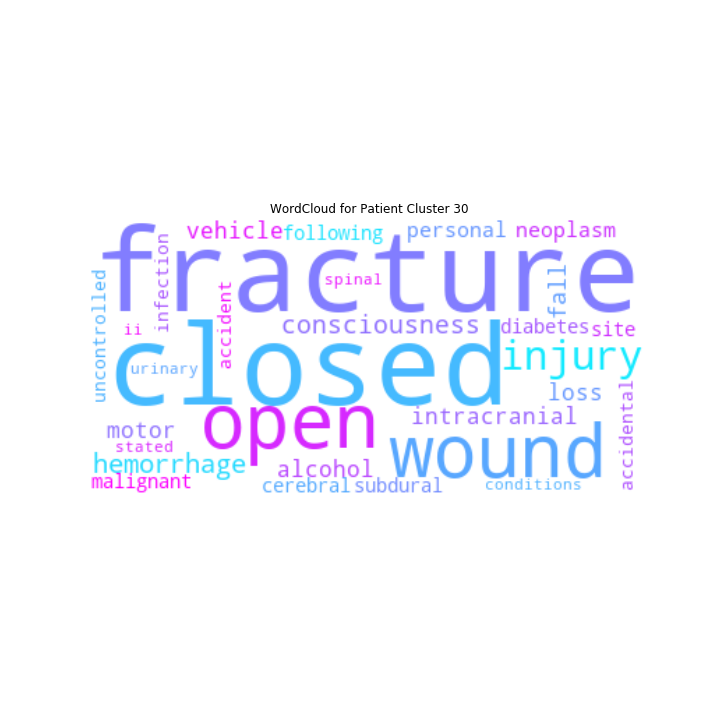 WordCloud for Patient Cluster 30
vehicle following personal neoplasm
fracture
infection
spinal
fall
uncontrolled
accident
ii
consciousness
diabetes site
closed
urinary
injury
loss
open
intracranial
accidental
motor
wound
stated
hemorrhage
alcohol
malignant
cerebral subdural
conditions